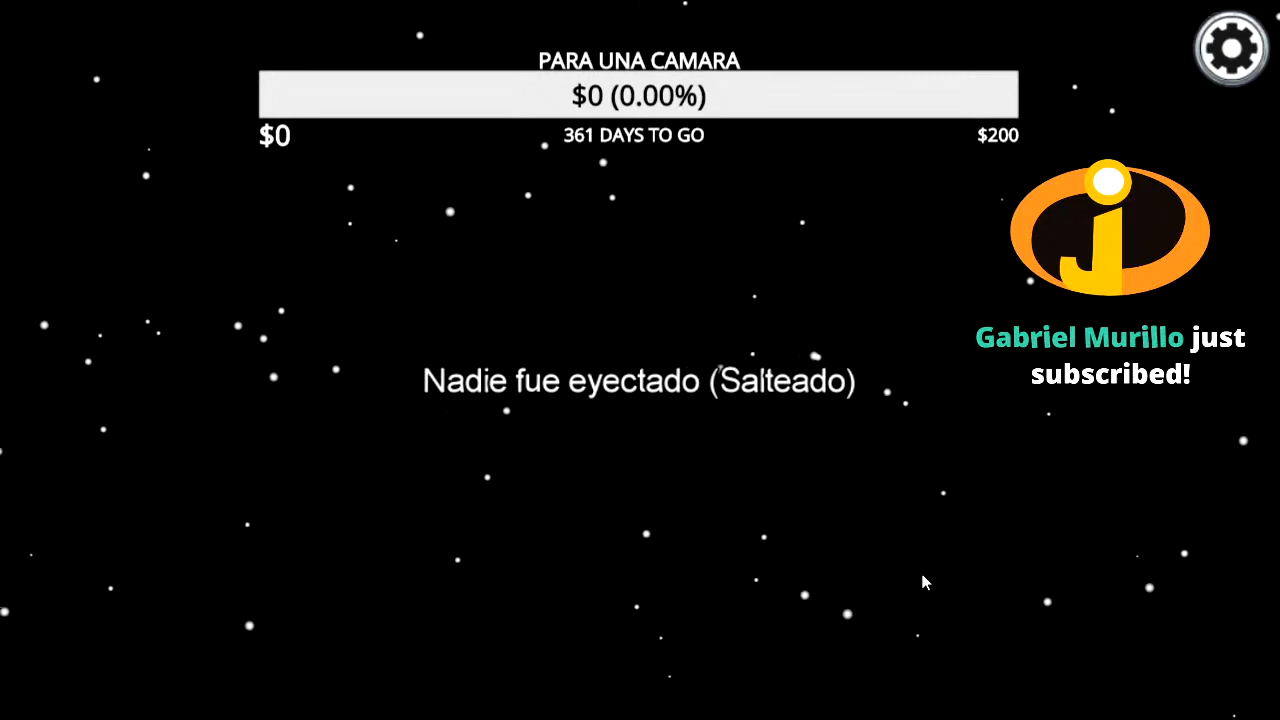 PARA UNA CAMARA
$0 (0.00%)
$0 361 DAYS TO GO $200
Gabriel Murillo just
subscribed!
Nadie fue eyectado (Salteado)